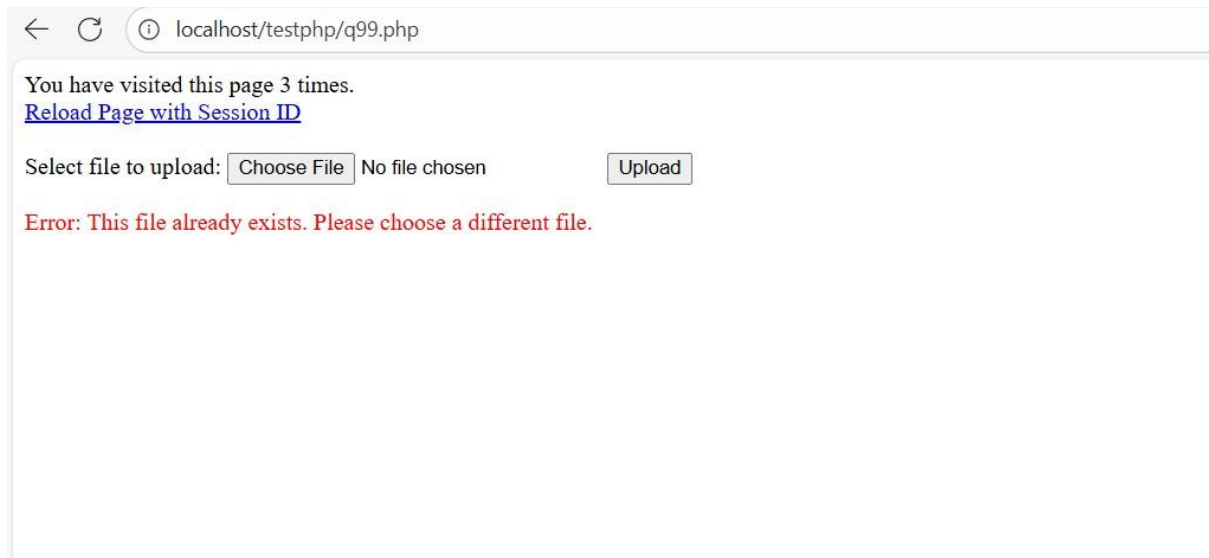 localhost/testphp/q99.php
You have visited this page 3 times.
Reload Page with Session ID
Select file to upload: Choose File No file chosen Upload
Error: This file already exists. Please choose a different file.